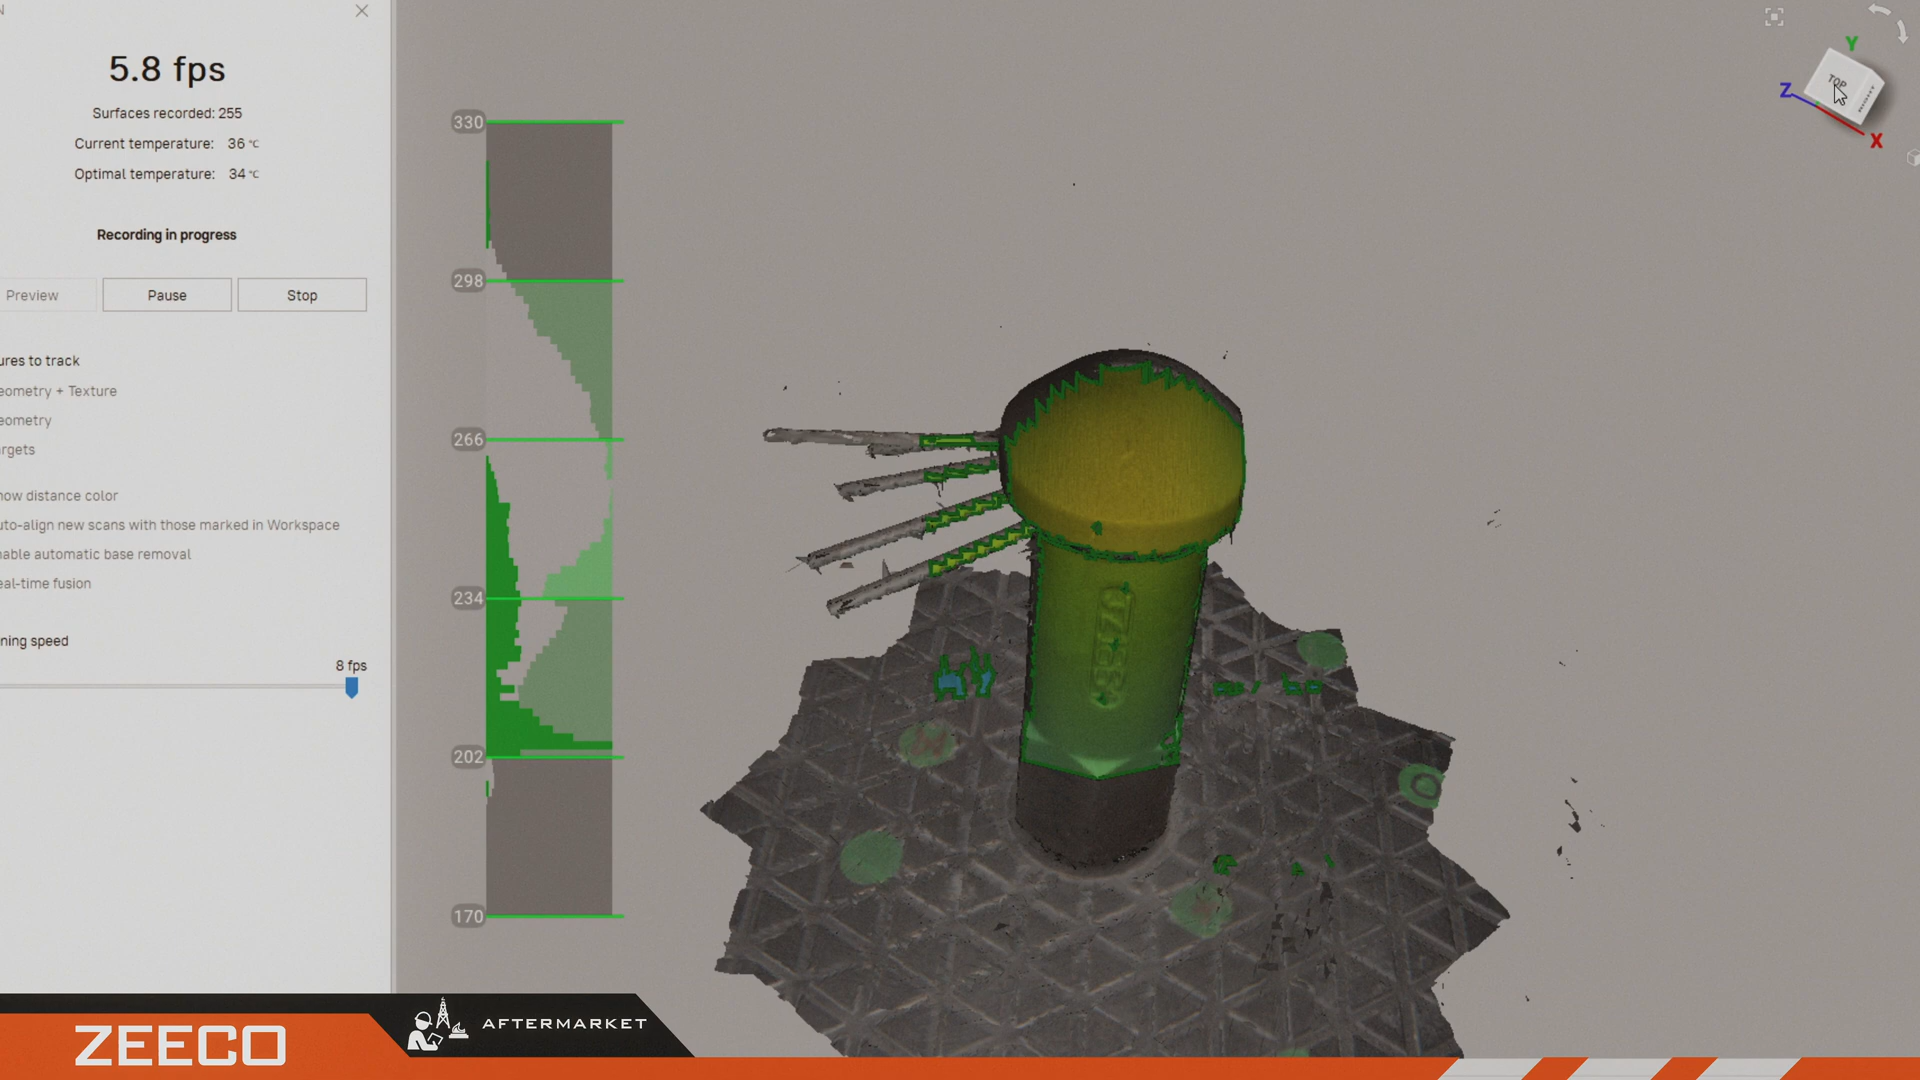 5.8 fps
Surfaces recorded: 255
Current temperature: 36 °C
Optimal temperature: 34 °C
Recording in progress
Preview
Pause
Stop
ures to track
eometry + Texture
eometry
rgets
how distance color
uto-align new scans with those marked in Workspace
nable automatic base removal
eal-time fusion
ning speed
8 fps
330
298
266
234
202
170
Y
TOP
Z
X
ZEECO
AFTERMARKET